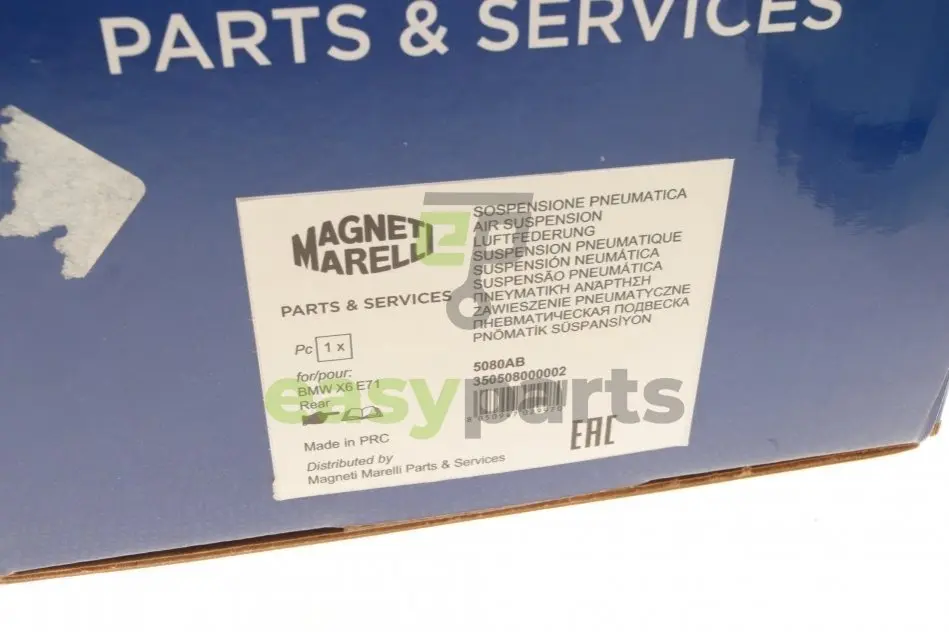 PARTS & SERVICES
MAGNETI
MARELLI
PARTS & SERVICES
SOSPENSIONE PNEUMATICA
AIR SUSPENSION
LUFTFEDERUNG
SUSPENSION PNEUMATIQUE
SUSPENSIÓN NEUMÁTICA
SUSPENSÃO PNEUMÁTICA
ΠΝΕΥΜΑΤΙΚΉ ΑΝΆΡΤΗΣΗ
ZAWIESZENIE PNEUMATYCZNE
ПНЕВМАТИЧЕСКАЯ ПОДВЕСКА
PNÖMATİK SÜSPANSİYON
Pc 1 x
for/pour:
BMW X6 E71
Rear
5080AB
350508000002
Made in PRC
Distributed by
Magneti Marelli Parts & Services
EAC
easyparts